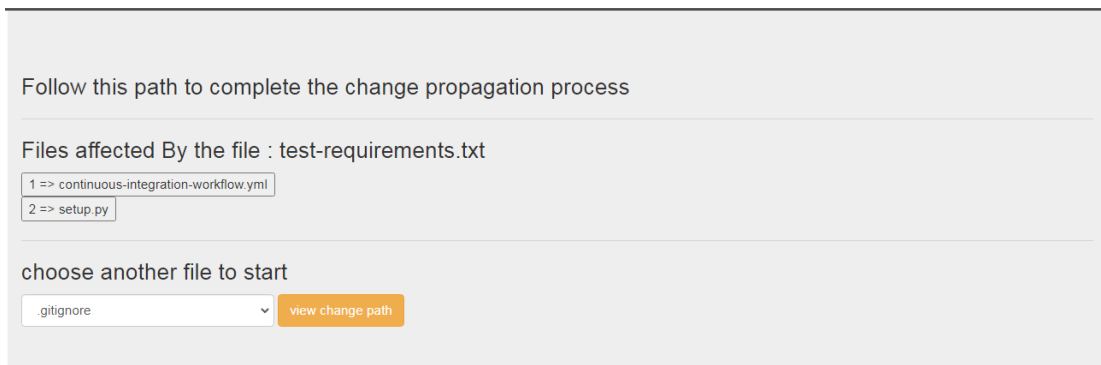 Follow this path to complete the change propagation process
Files affected By the file : test-requirements.txt
1 => continuous-integration-workflow.yml
2 => setup.py
choose another file to start
.gitignore
view change path